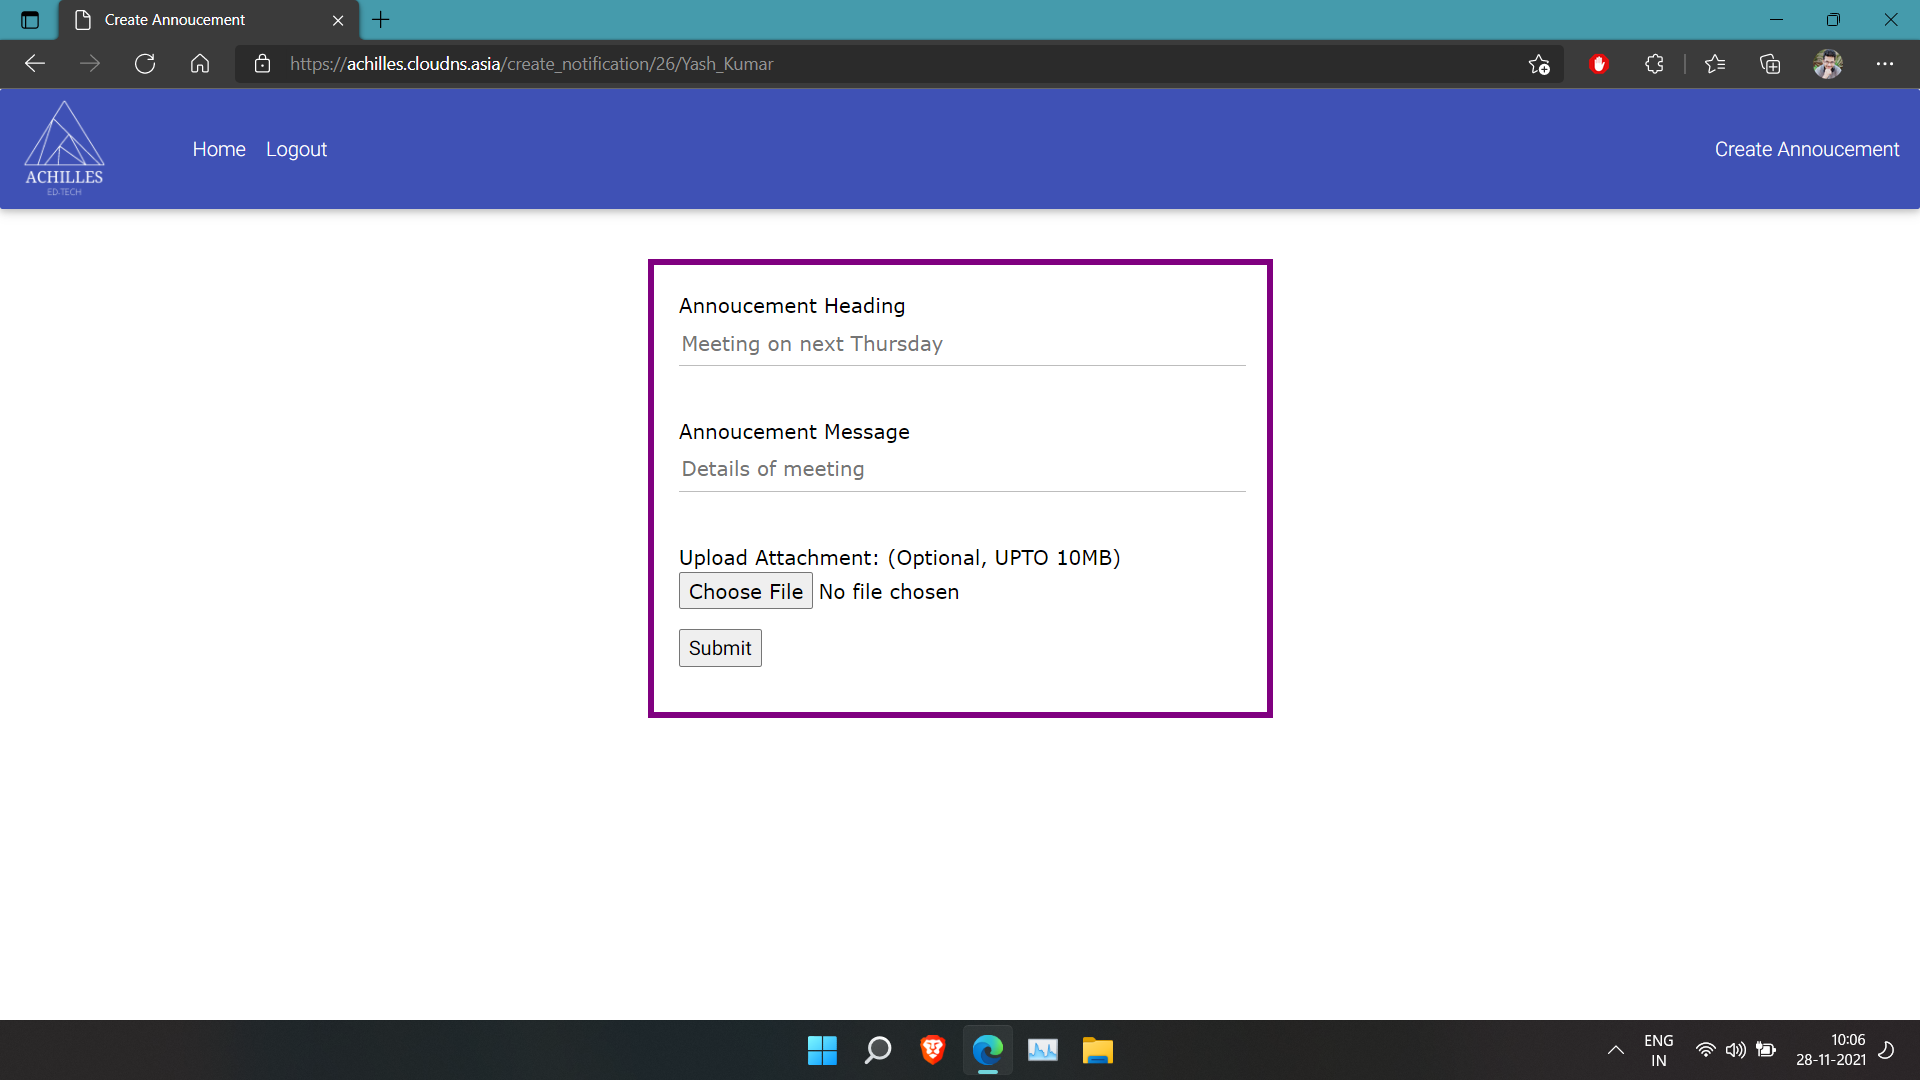 Create Annoucement
https://achilles.cloudns.asia/create_notification/26/Yash_Kumar
ACHILLES
ED-TECH
Home Logout
Create Annoucement
Annoucement Heading
Meeting on next Thursday
Annoucement Message
Details of meeting
Upload Attachment: (Optional, UPTO 10MB)
Choose File No file chosen
Submit
ENG
IN
10:06
28-11-2021